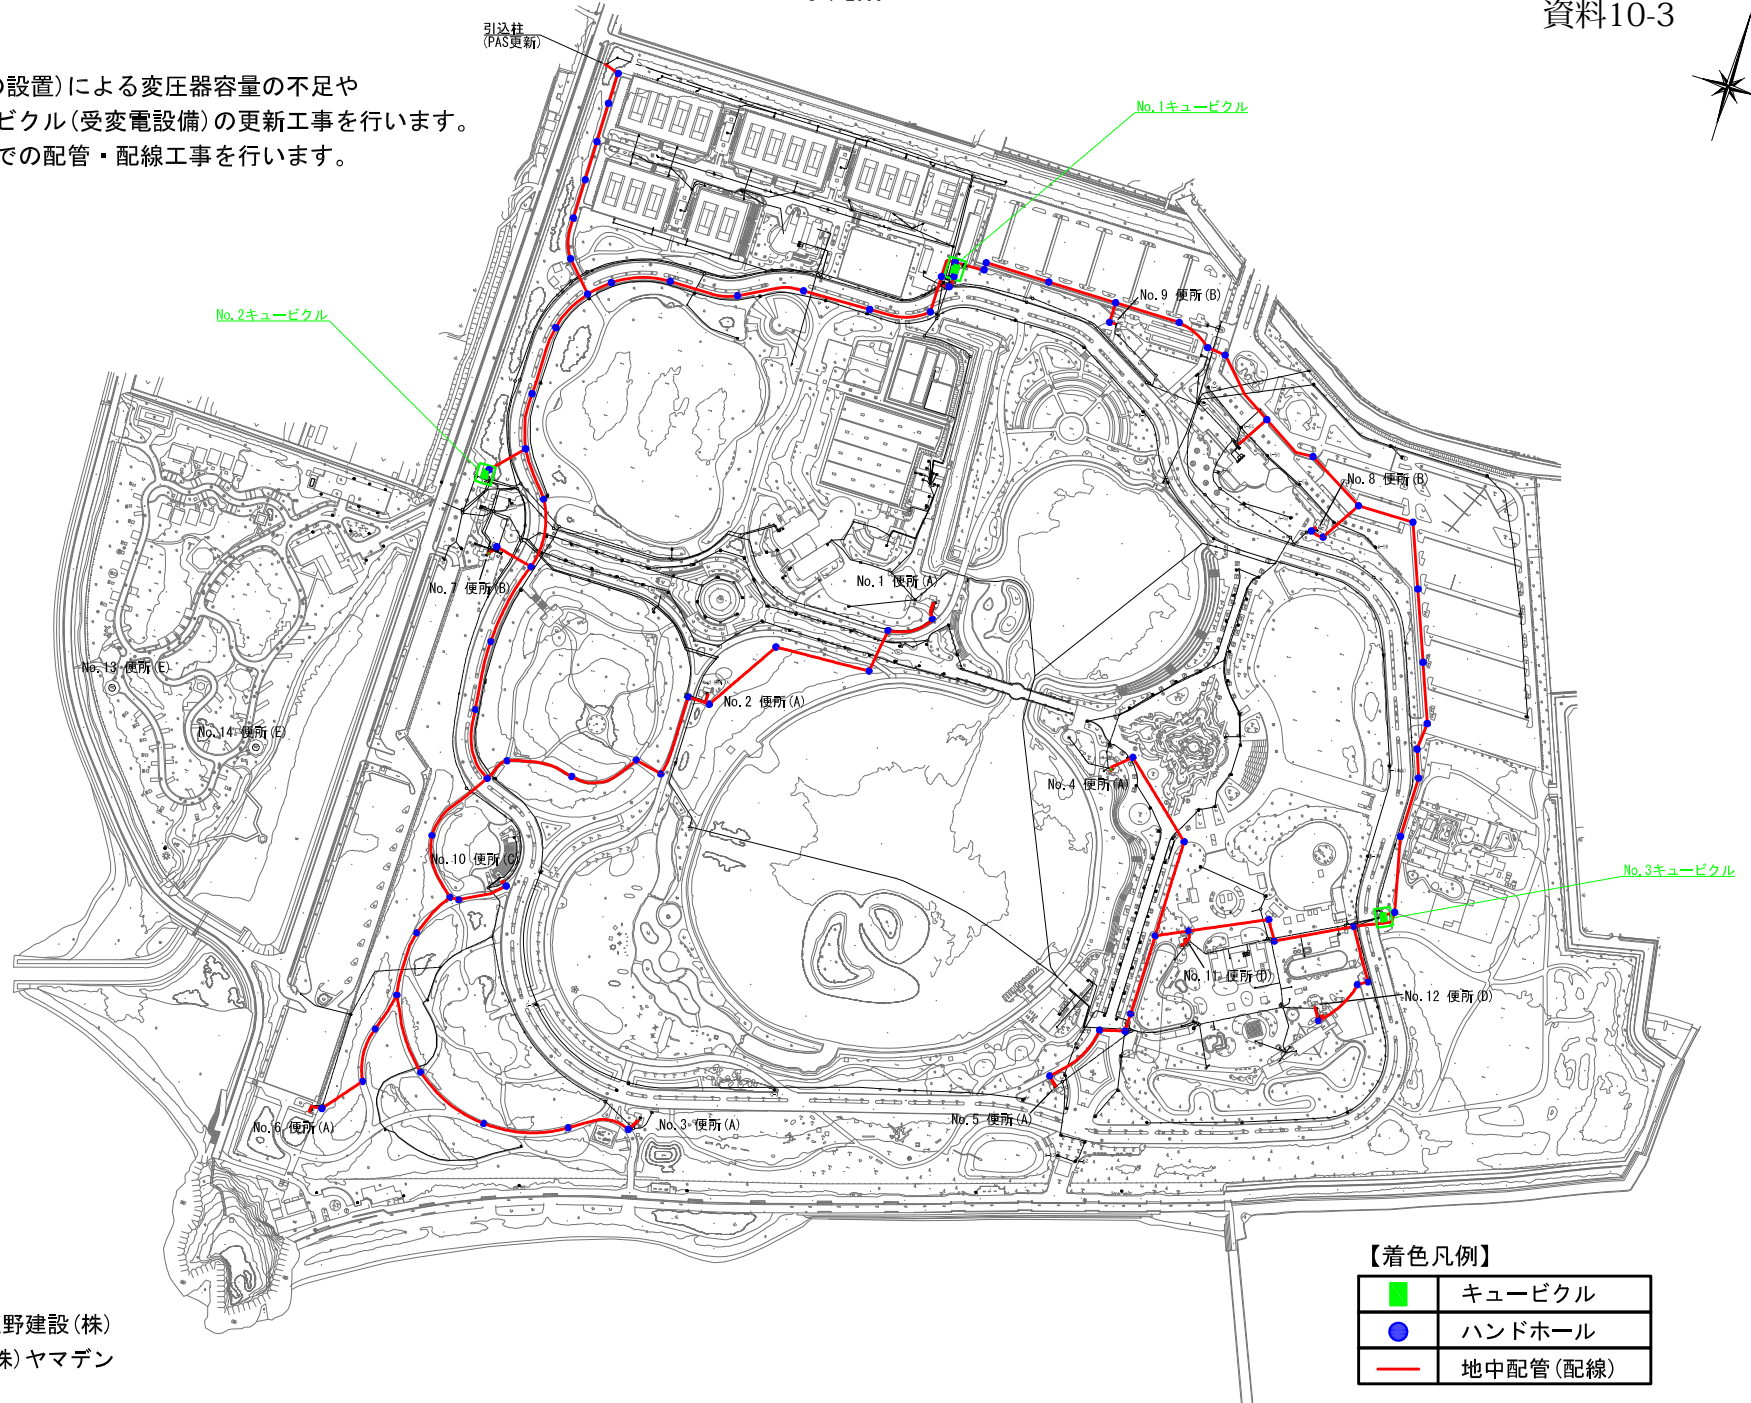 資料10-3
引込柱
(PAS更新)
の設置)による変圧器容量の不足や
ビクル(受変電設備)の更新工事を行います。
での配管・配線工事を行います。
No.1キュービクル
No.9 便所(B)
No.2キュービクル
No.8 便所(B)
No.7 便所(B)
No.1 便所(A)
No.13 便所(E)
No.2 便所(A)
No.14 便所(E)
No.4 便所(A)
No.10 便所(C)
No.3キュービクル
No.11 便所(D)
No.12 便所(D)
No.6 便所(A)
No.3 便所(A)
No.5 便所(A)
【着色凡例】
キュービクル
ハンドホール
地中配管(配線)
野建設(株)
株)ヤマデン